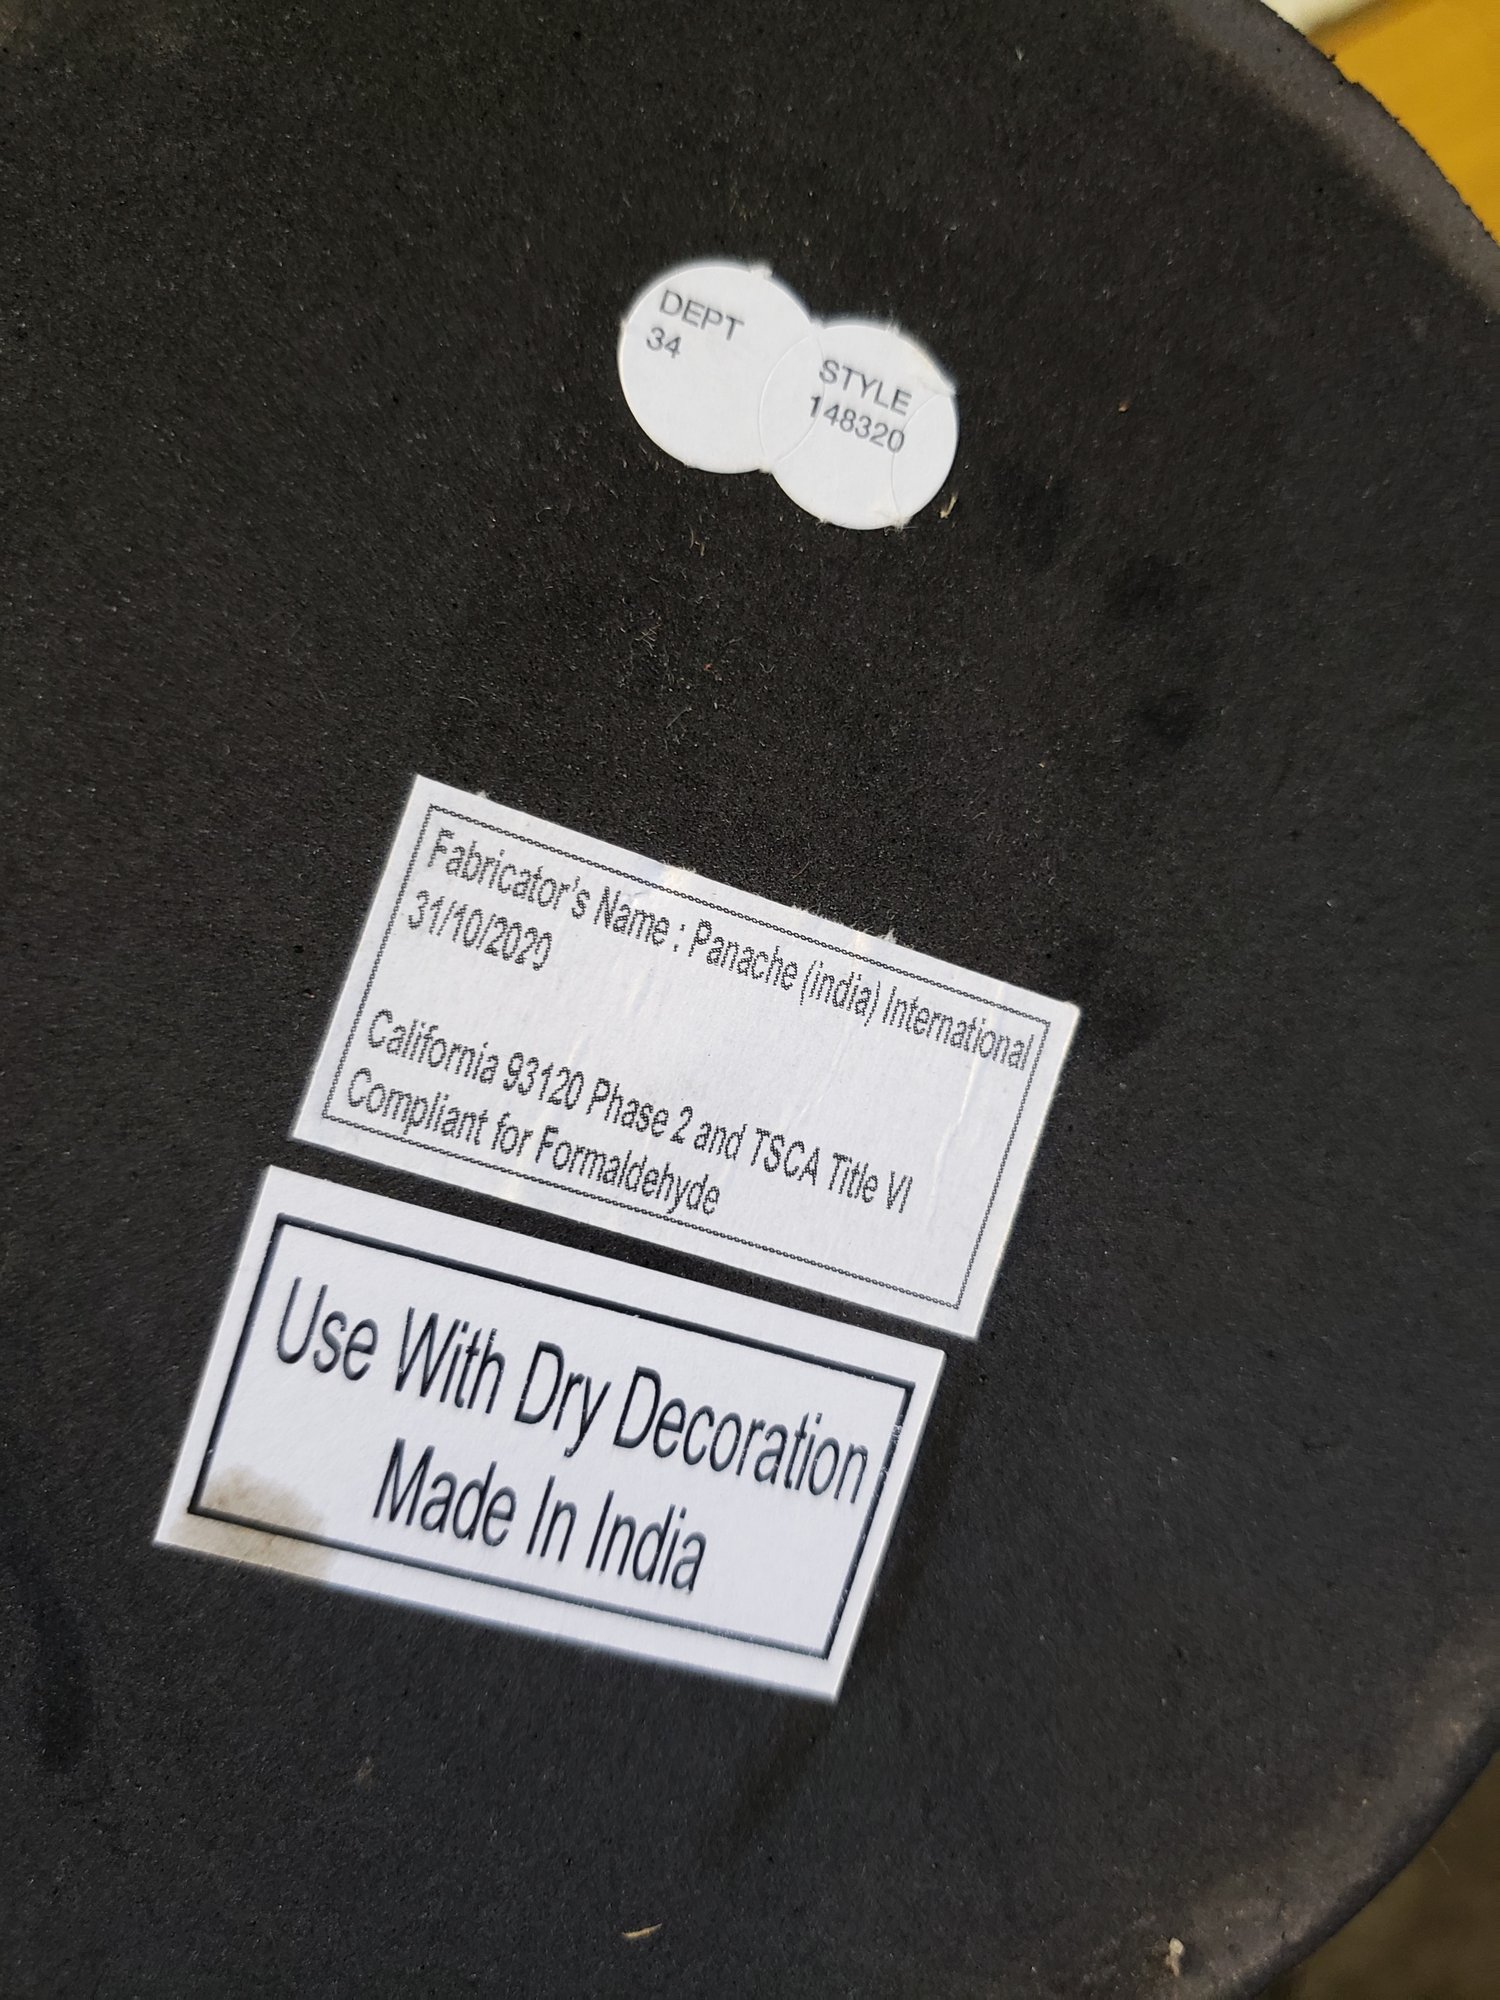 DEPT
34
STYLE
148320
Fabricator's Name : Panache (india) International
31/10/2020
California 93120 Phase 2 and TSCA Title VI
Compliant for Formaldehyde
Use With Dry Decoration
Made In India